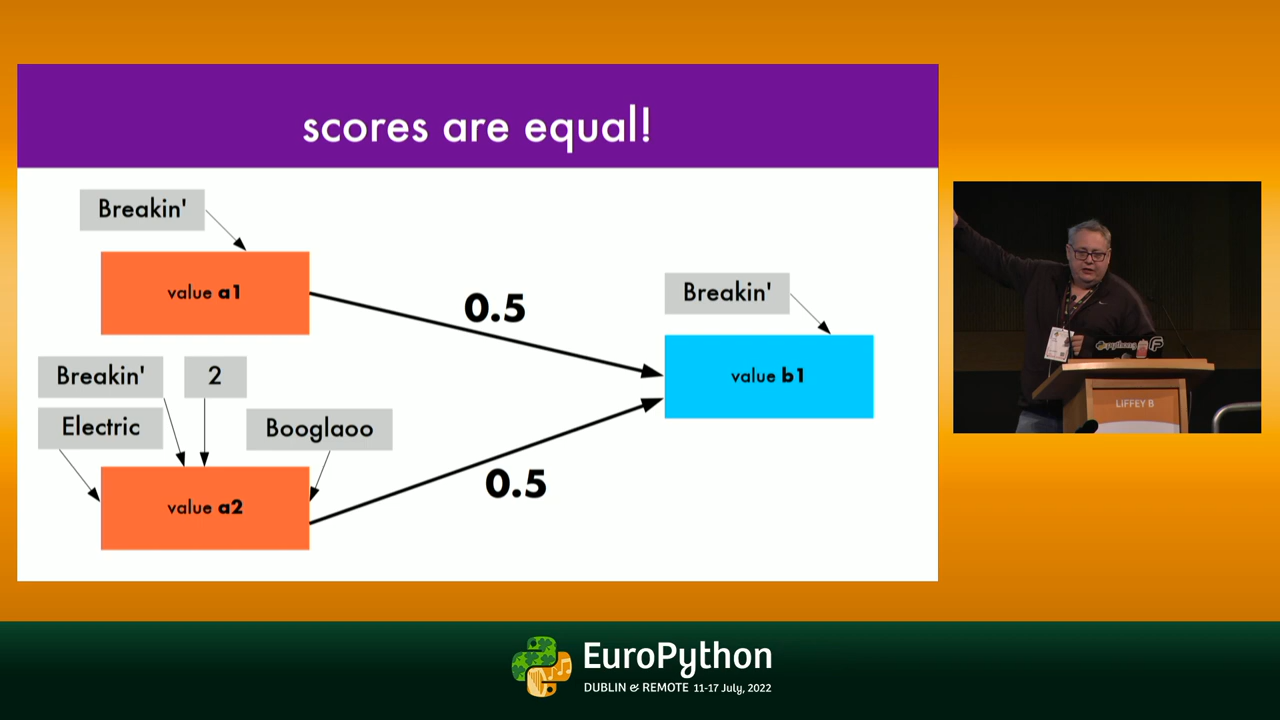 scores are equal!
Breakin'
value a1
0.5
Breakin'
value b1
Breakin'
2
Electric
Booglaoo
value a2
0.5
python
LIFFEY B
EuroPython
DUBLIN & REMOTE 11-17 July, 2022